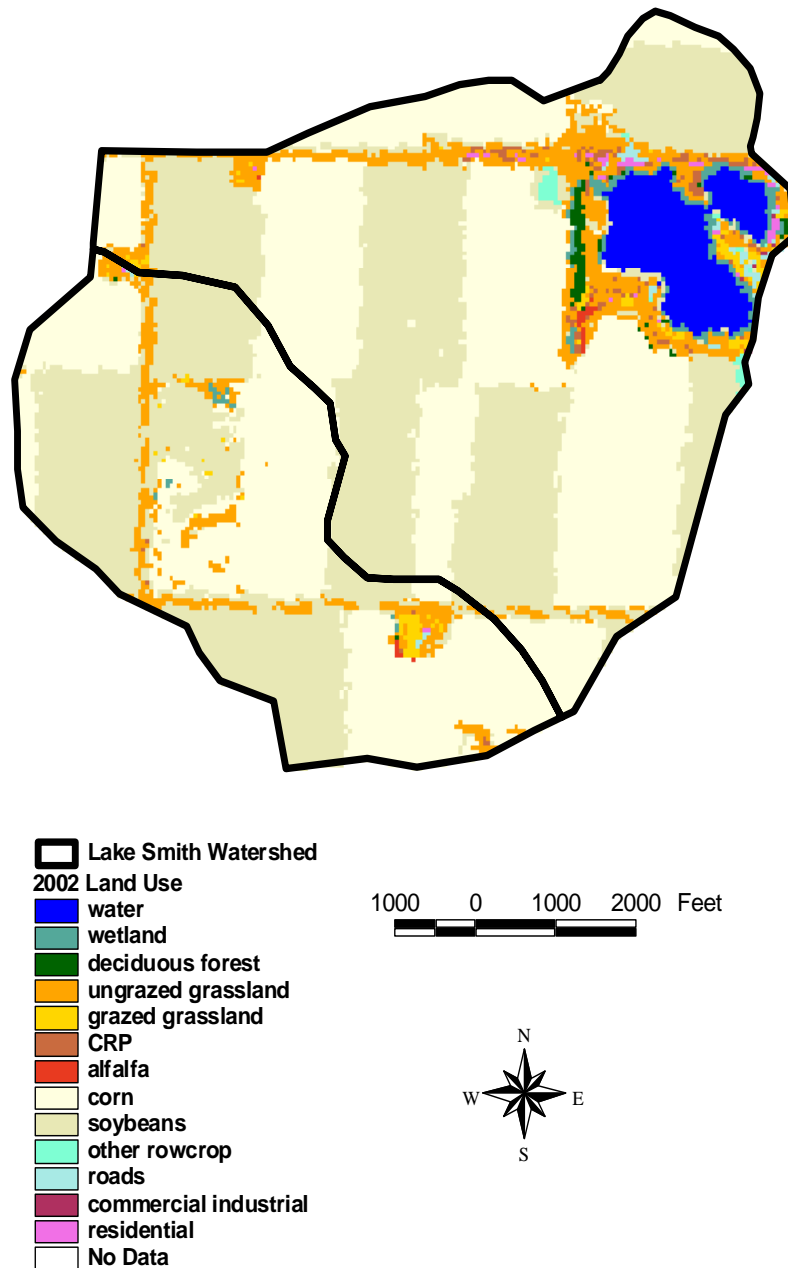 Lake Smith Watershed
2002 Land Use
water
wetland
deciduous forest
ungrazed grassland
grazed grassland
CRP
alfalfa
corn
soybeans
other rowcrop
roads
commercial industrial
residential
No Data
1000 0 1000 2000 Feet
N
W E
S